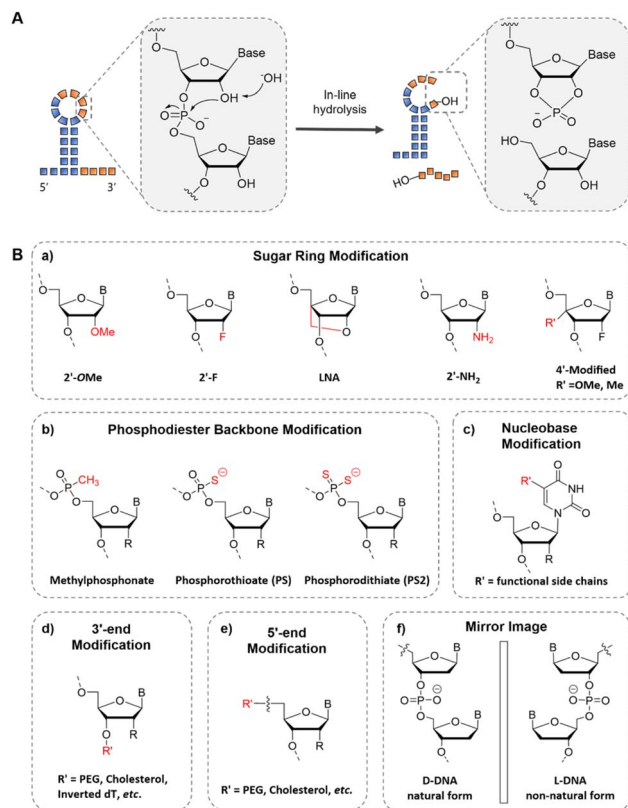 A
Base
O
O
O
OH
-OH
O=P-O-
O
O
Base
O
O
OH
5'
3'
In-line
hydrolysis
OH
HO
O
O
Base
O
O
P
-O
O
HO
O
Base
O
OH
B
a)
Sugar Ring Modification
O
O
B
O
OMe
2'-OMe
O
O
B
O
F
2'-F
O
O
B
O
O
LNA
O
O
B
O
NH2
2'-NH2
O
O
B
R'
O
F
4'-Modified
R' =OMe, Me
b)
Phosphodiester Backbone Modification
O
CH3
O
P
O
O
B
O
R
Methylphosphonate
O
S
O
P
O
O
B
O
R
Phosphorothioate (PS)
S
S
O
P
O
O
B
O
R
Phosphorodithiate (PS2)
c)
Nucleobase
Modification
R'
O
NH
N
O
O
O
O
R
R' = functional side chains
d)
3'-end
Modification
O
O
B
O
R
R'
R' = PEG, Cholesterol,
Inverted dT, etc.
e)
5'-end
Modification
R'
O
B
O
R
R' = PEG, Cholesterol, etc.
f)
Mirror Image
O
B
O
O=P-O
O
O
B
O
D-DNA
natural form
B
O
O
O-P=O
B
O
O
O
L-DNA
non-natural form